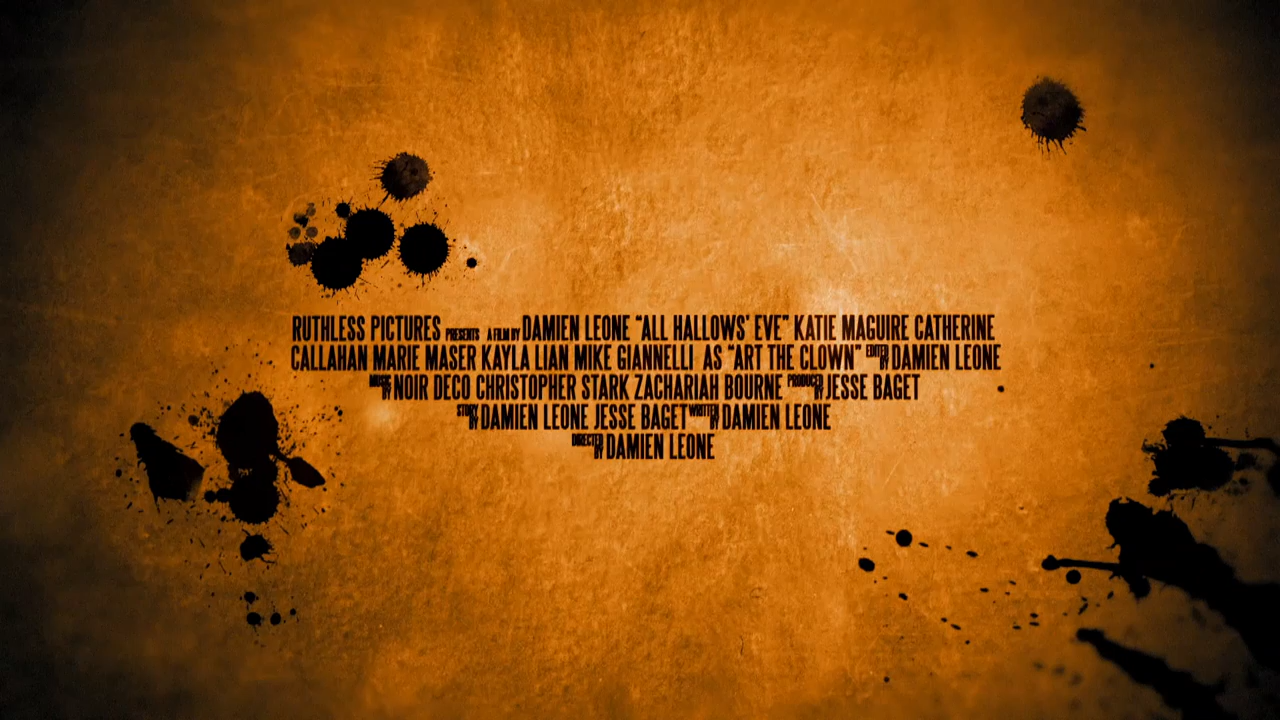 RUTHLESS PICTURES PRESENTS A FILM BY DAMIEN LEONE “ALL HALLOWS’ EVE” KATIE MAGUIRE CATHERINE
CALLAHAN MARIE MASER KAYLA LIAN MIKE GIANNELLI AS “ART THE CLOWN” EDITED BY DAMIEN LEONE
MUSIC BY NOIR DECO CHRISTOPHER STARK ZACHARIAH BOURNE PRODUCED BY JESSE BAGET
STORY BY DAMIEN LEONE JESSE BAGET WRITTEN BY DAMIEN LEONE
DIRECTED BY DAMIEN LEONE